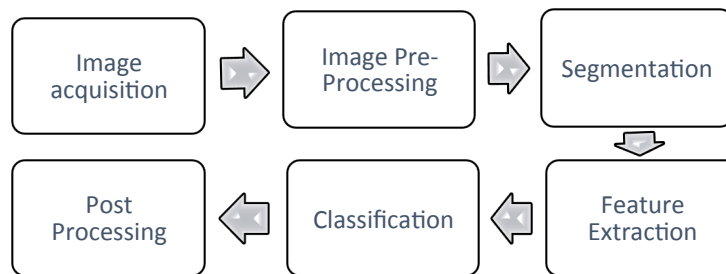 Image
acquisition
Image Pre-
Processing
Segmentation
Feature
Extraction
Classification
Post
Processing